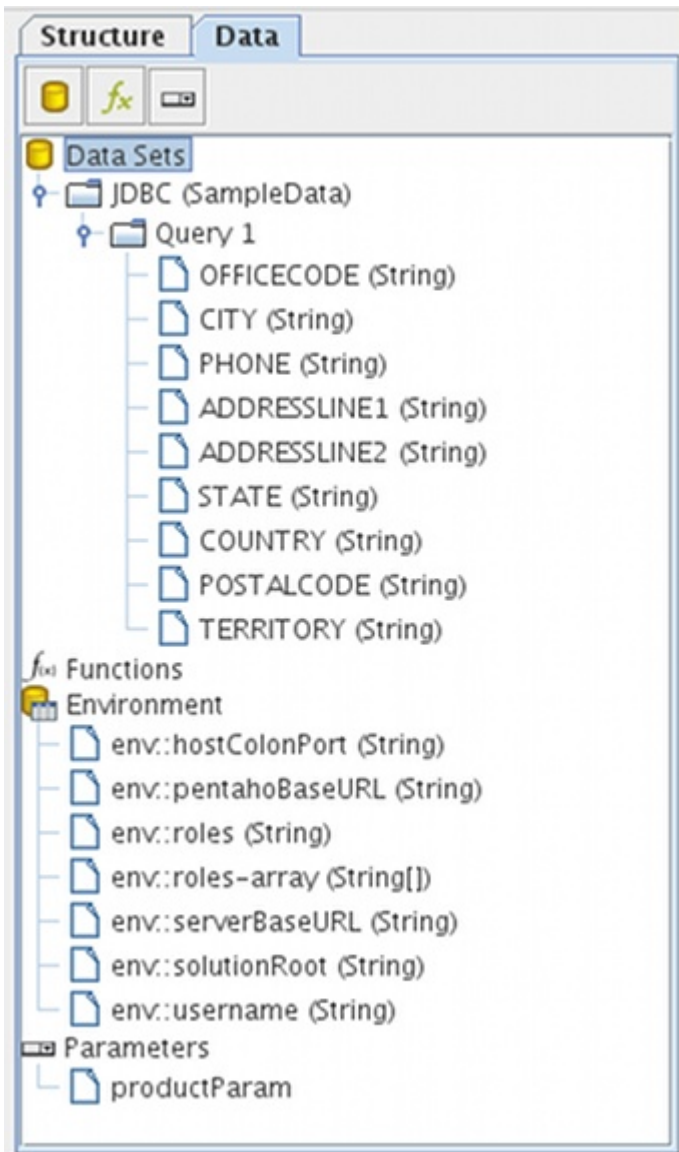 Structure Data
fx
Data Sets
JDBC (SampleData)
Query 1
OFFICECODE (String)
CITY (String)
PHONE (String)
ADDRESSLINE1 (String)
ADDRESSLINE2 (String)
STATE (String)
COUNTRY (String)
POSTALCODE (String)
TERRITORY (String)
f(x) Functions
Environment
env::hostColonPort (String)
env::pentahoBaseURL (String)
env::roles (String)
env::roles-array (String[])
env::serverBaseURL (String)
env::solutionRoot (String)
env::username (String)
Parameters
productParam